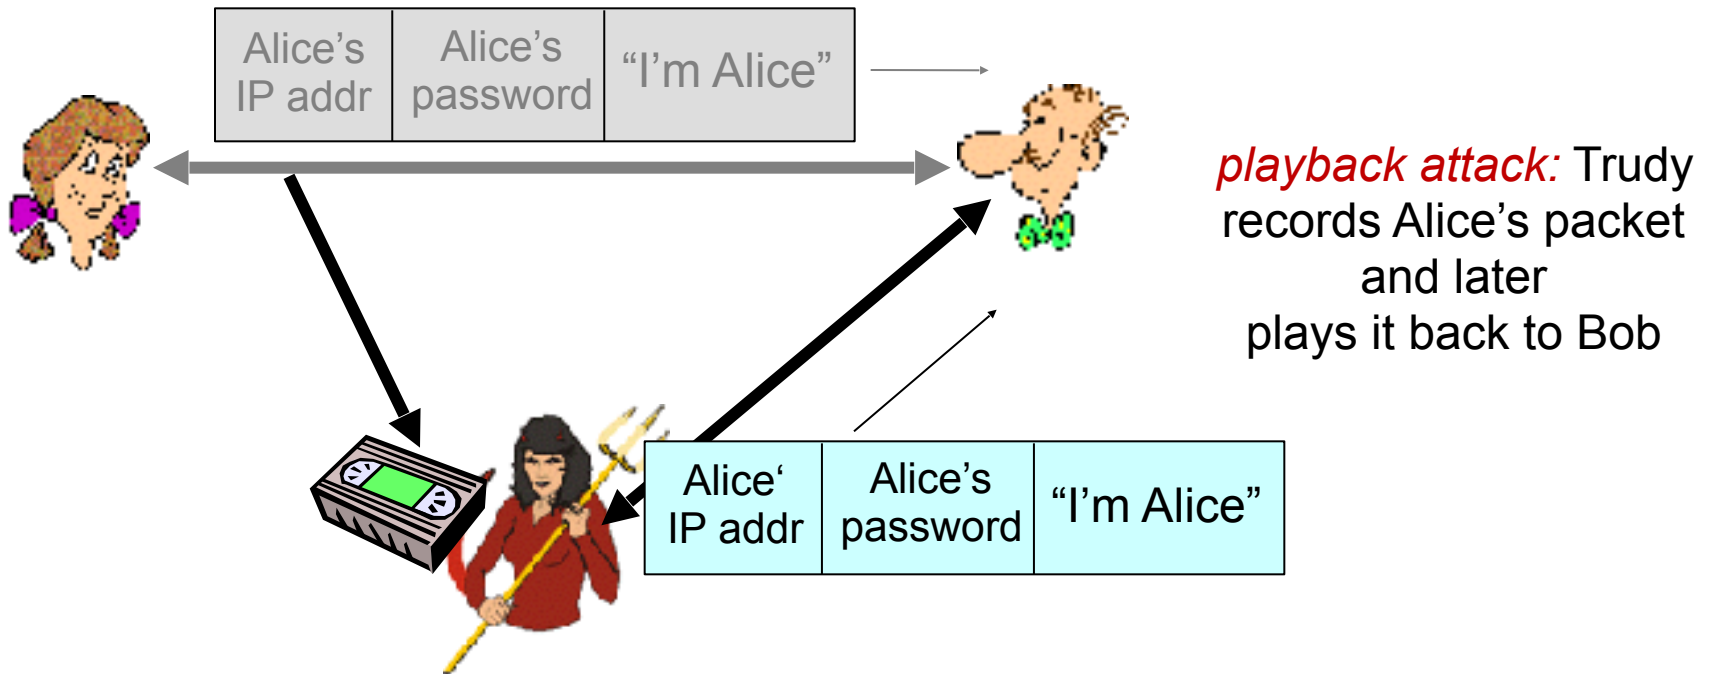 Alice’s
IP addr
Alice’s
password
“I’m Alice”
playback attack: Trudy
records Alice’s packet
and later
plays it back to Bob
Alice‘
IP addr
Alice’s
password
“I’m Alice”